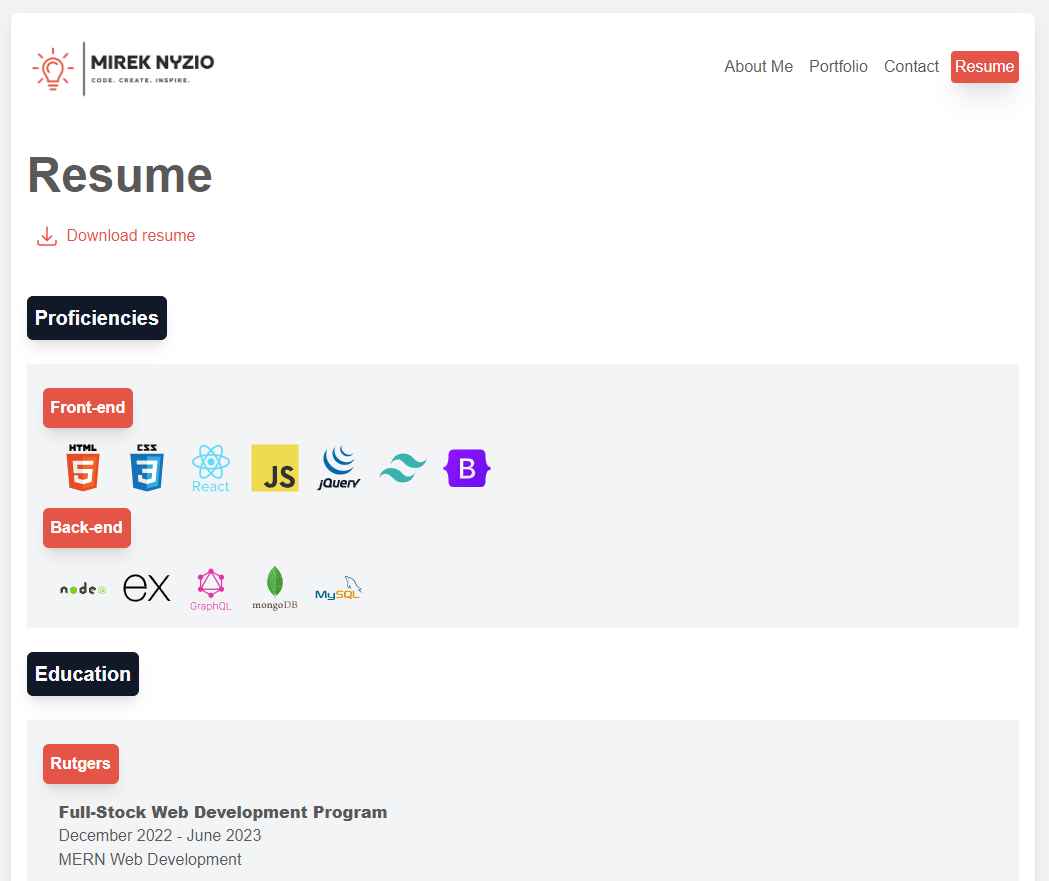 MIREK NYZIO
CODE. CREATE. INSPIRE.
About Me Portfolio Contact Resume
Resume
Download resume
Proficiencies
Front-end
HTML 5 CSS 3 React JS jQuery B
Back-end
node ex GraphQL mongoDB MySQL
Education
Rutgers
Full-Stock Web Development Program
December 2022 - June 2023
MERN Web Development